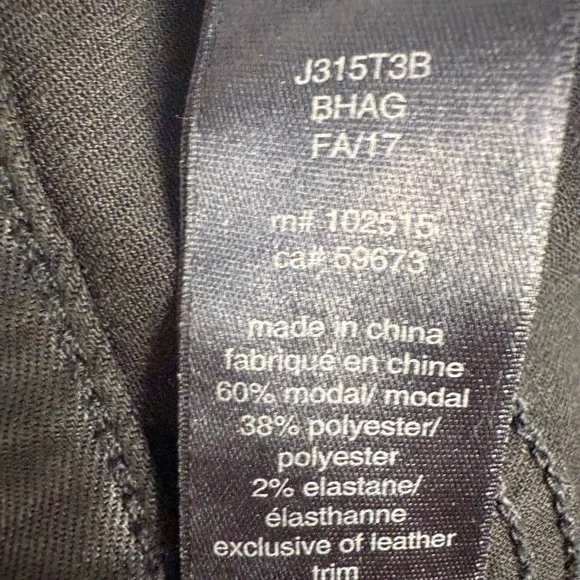 J315T3B
BHAG
FA/17
m# 102515
ca# 59673
made in china
fabriqué en chine
60% modal/ modal
38% polyester/
polyester
2% elastane/
élasthanne
exclusive of leather
trim